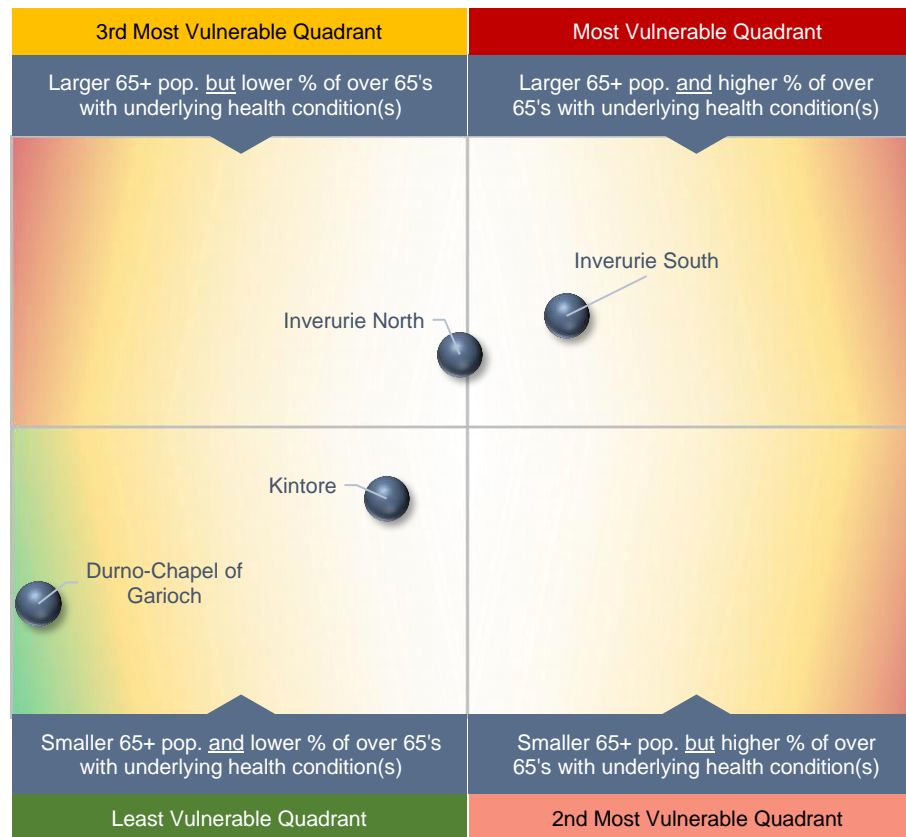 3rd Most Vulnerable Quadrant
Most Vulnerable Quadrant
Larger 65+ pop. but lower % of over 65's
with underlying health condition(s)
Larger 65+ pop. and higher % of over
65's with underlying health condition(s)
Inverurie South
Inverurie North
Kintore
Durno-Chapel of
Garioch
Smaller 65+ pop. and lower % of over 65's
with underlying health condition(s)
Smaller 65+ pop. but higher % of over
65's with underlying health condition(s)
Least Vulnerable Quadrant
2nd Most Vulnerable Quadrant